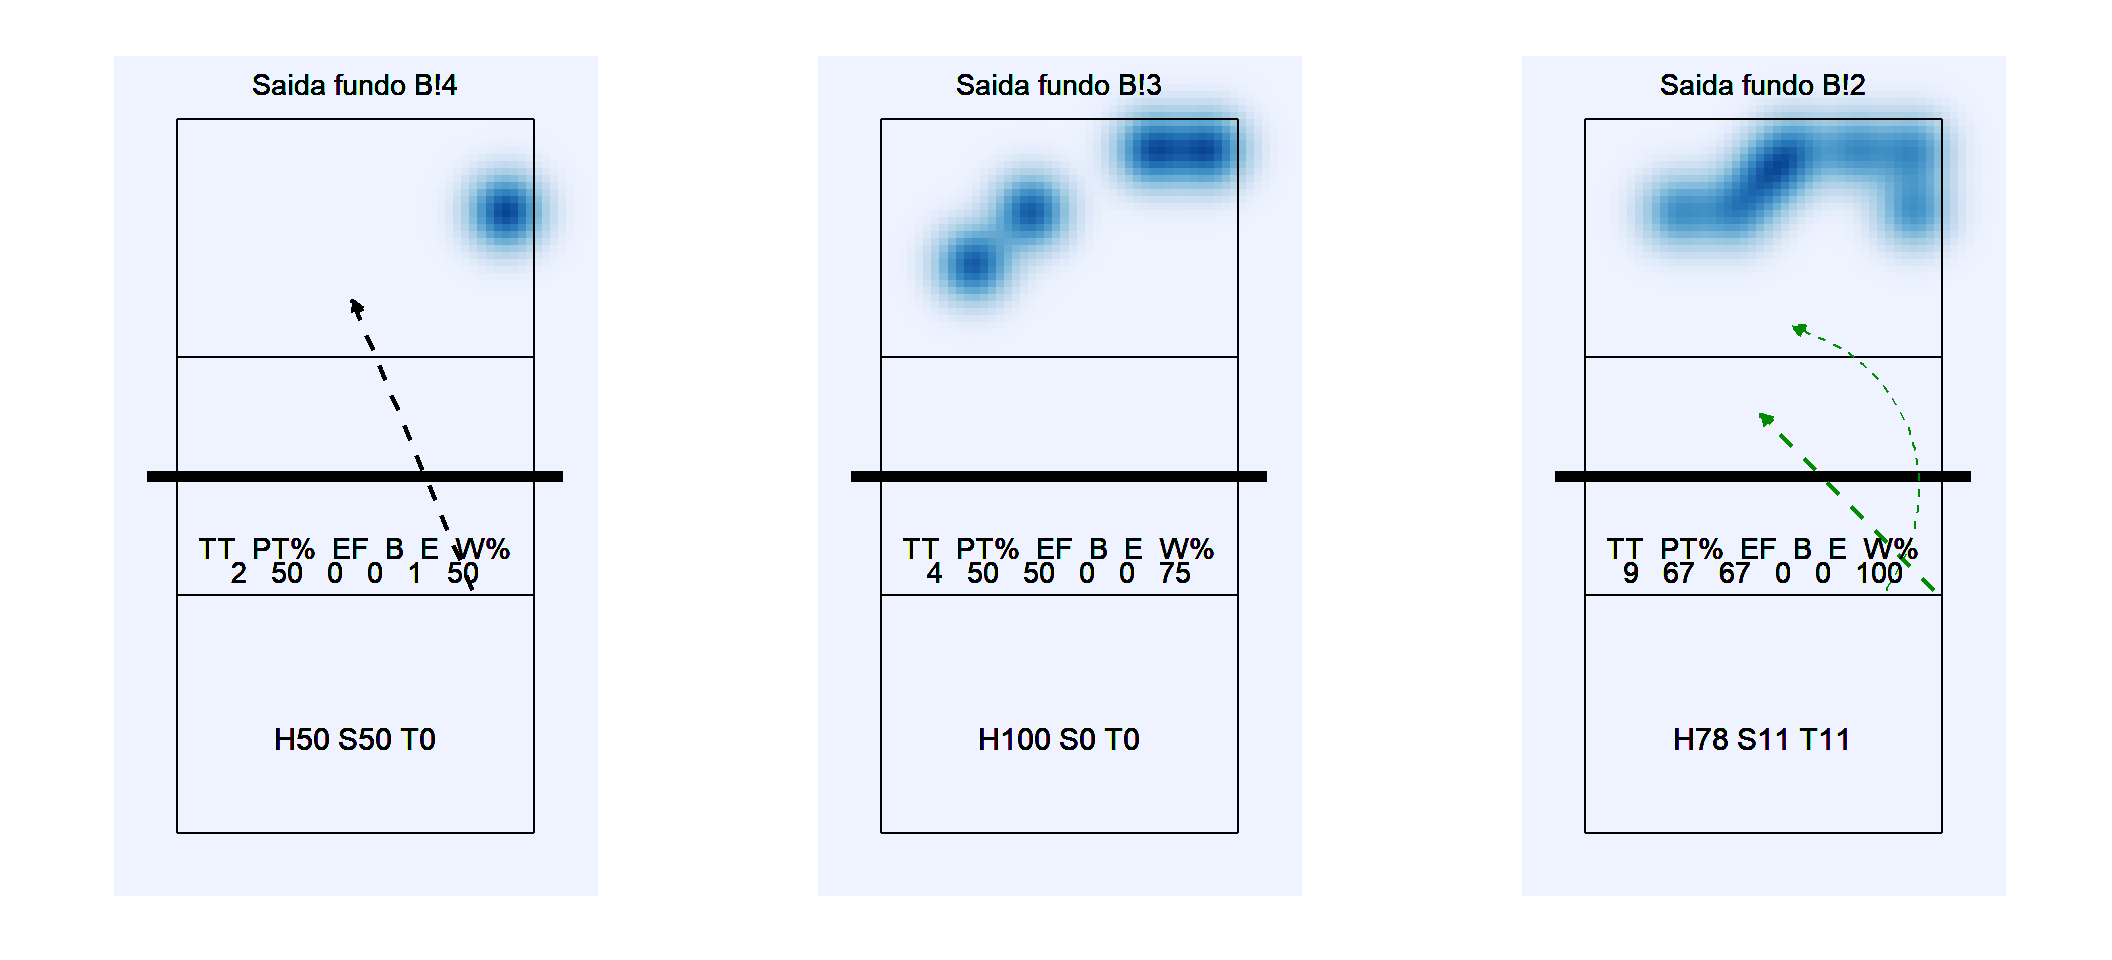 Saida fundo B!4
TT PT% EF B E W%
2 50 0 0 1 50
H50 S50 T0
Saida fundo B!3
TT PT% EF B E W%
4 50 50 0 0 75
H100 S0 T0
Saida fundo B!2
TT PT% EF B E W%
9 67 67 0 0 100
H78 S11 T11